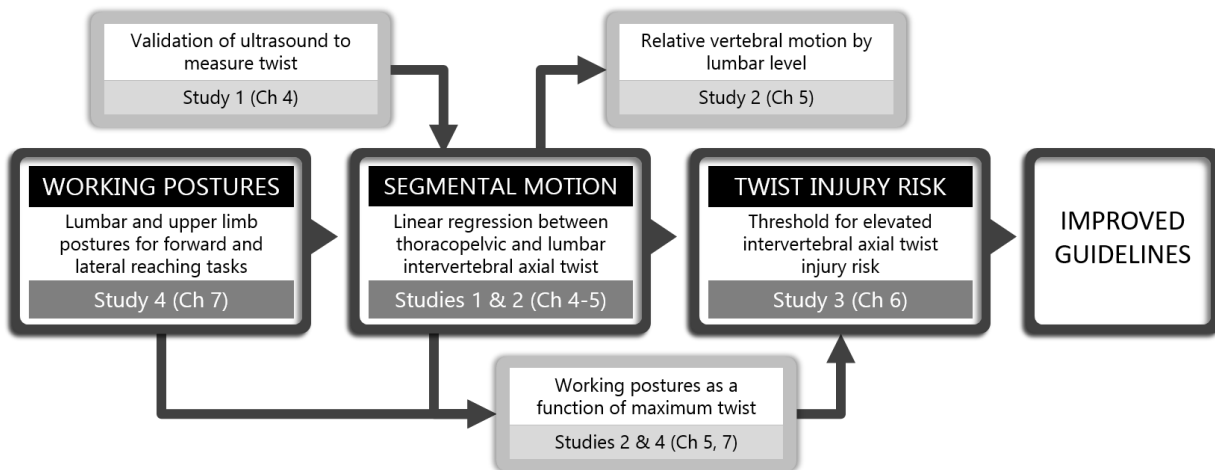 Validation of ultrasound to
measure twist
Study 1 (Ch 4)
Relative vertebral motion by
lumbar level
Study 2 (Ch 5)
WORKING POSTURES
Lumbar and upper limb
postures for forward and
lateral reaching tasks
Study 4 (Ch 7)
SEGMENTAL MOTION
Linear regression between
thoracopelvic and lumbar
intervertebral axial twist
Studies 1 & 2 (Ch 4-5)
TWIST INJURY RISK
Threshold for elevated
intervertebral axial twist
injury risk
Study 3 (Ch 6)
IMPROVED
GUIDELINES
Working postures as a
function of maximum twist
Studies 2 & 4 (Ch 5, 7)